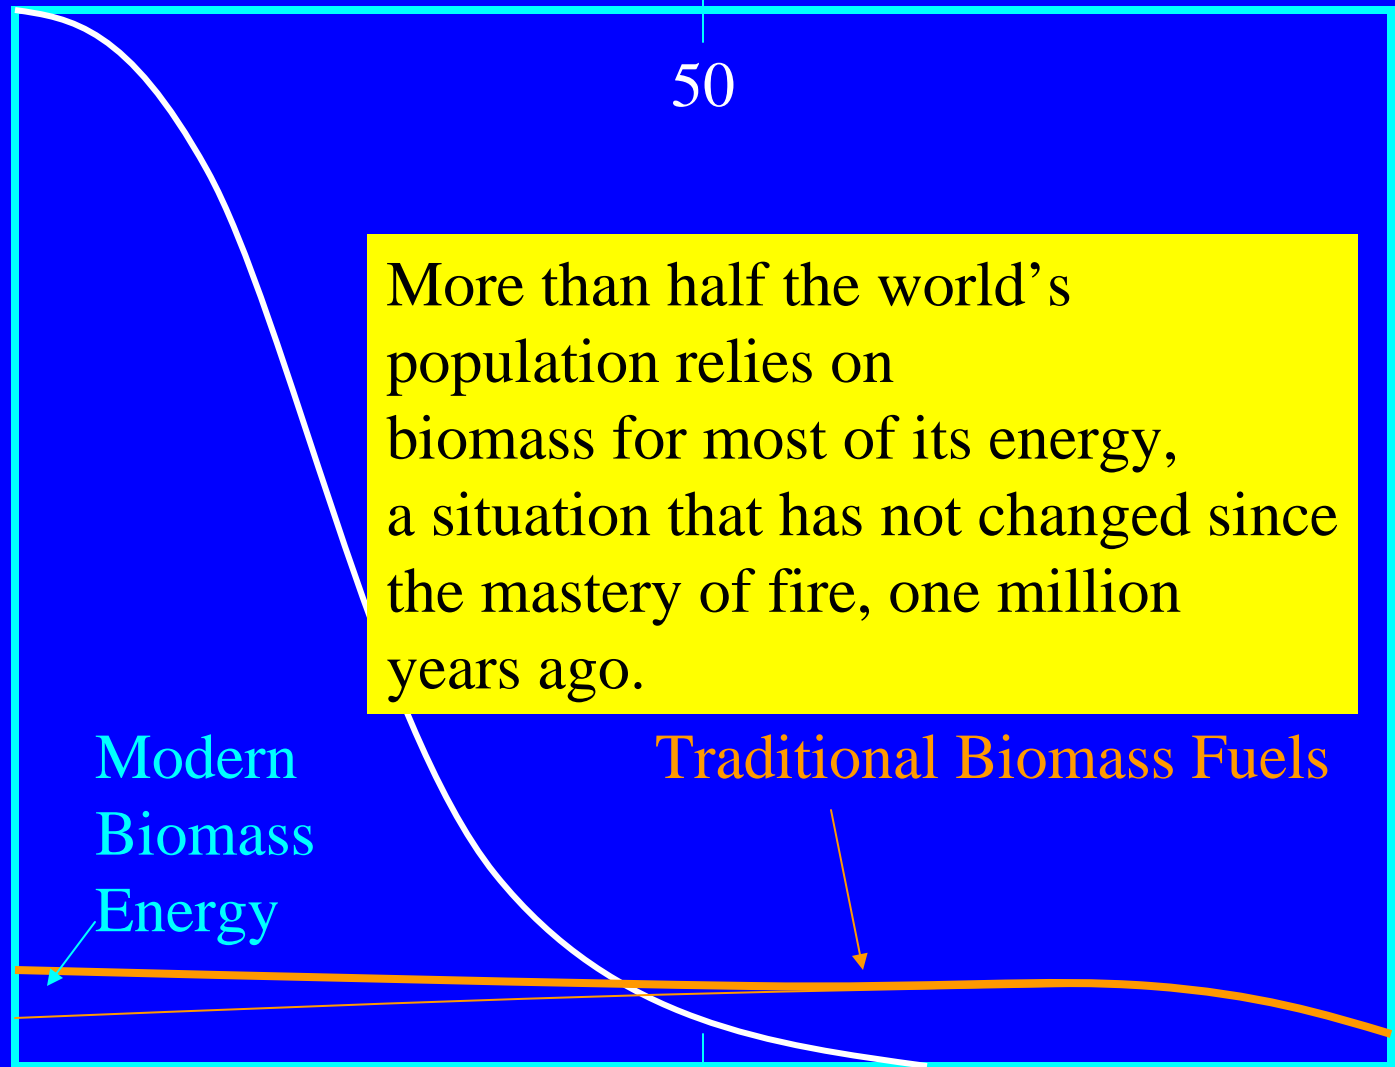 50
More than half the world’s
population relies on
biomass for most of its energy,
a situation that has not changed since
the mastery of fire, one million
years ago.
Modern
Biomass
Energy
Traditional Biomass Fuels